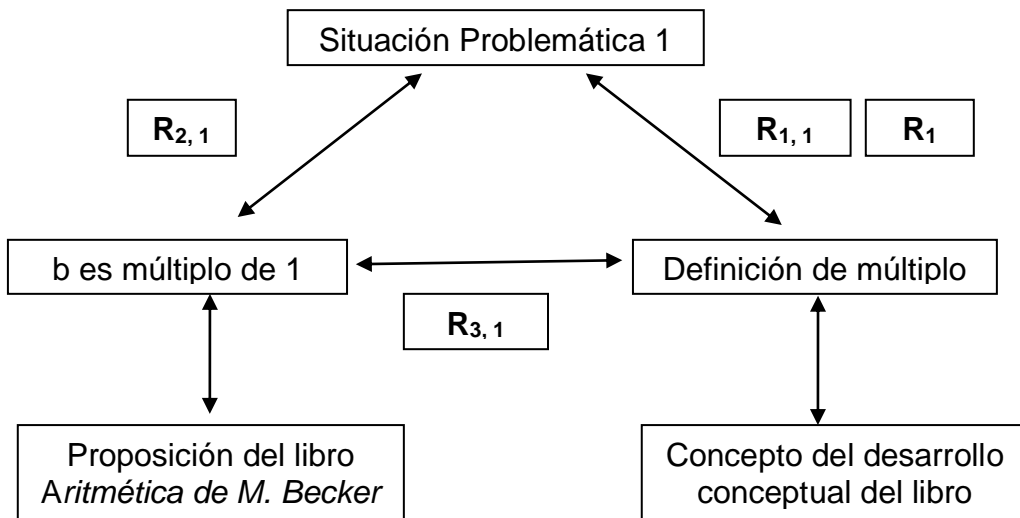 Situación Problemática 1
R2, 1
R1, 1
R1
b es múltiplo de 1
Definición de múltiplo
R3, 1
Proposición del libro
Aritmética de M. Becker
Concepto del desarrollo
conceptual del libro